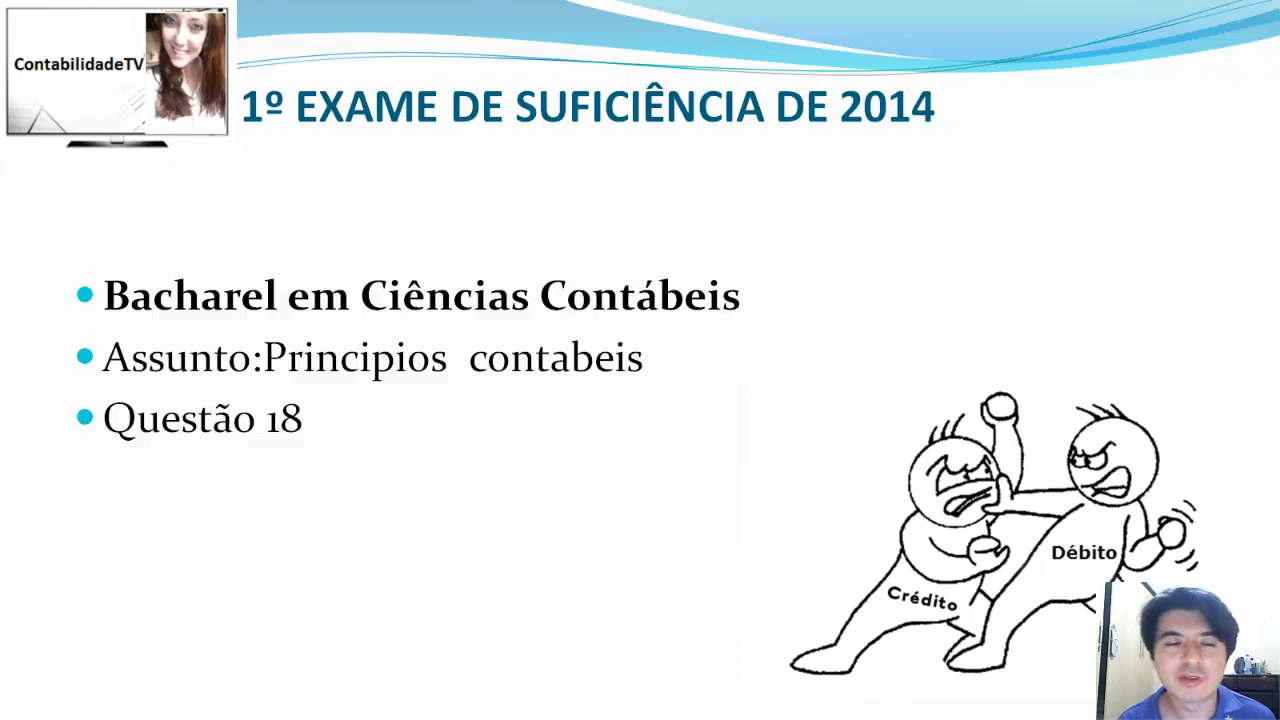 ContabilidadeTV
1º EXAME DE SUFICIÊNCIA DE 2014
Bacharel em Ciências Contábeis
Assunto:Principios contabeis
Questão 18
Débito
Crédito